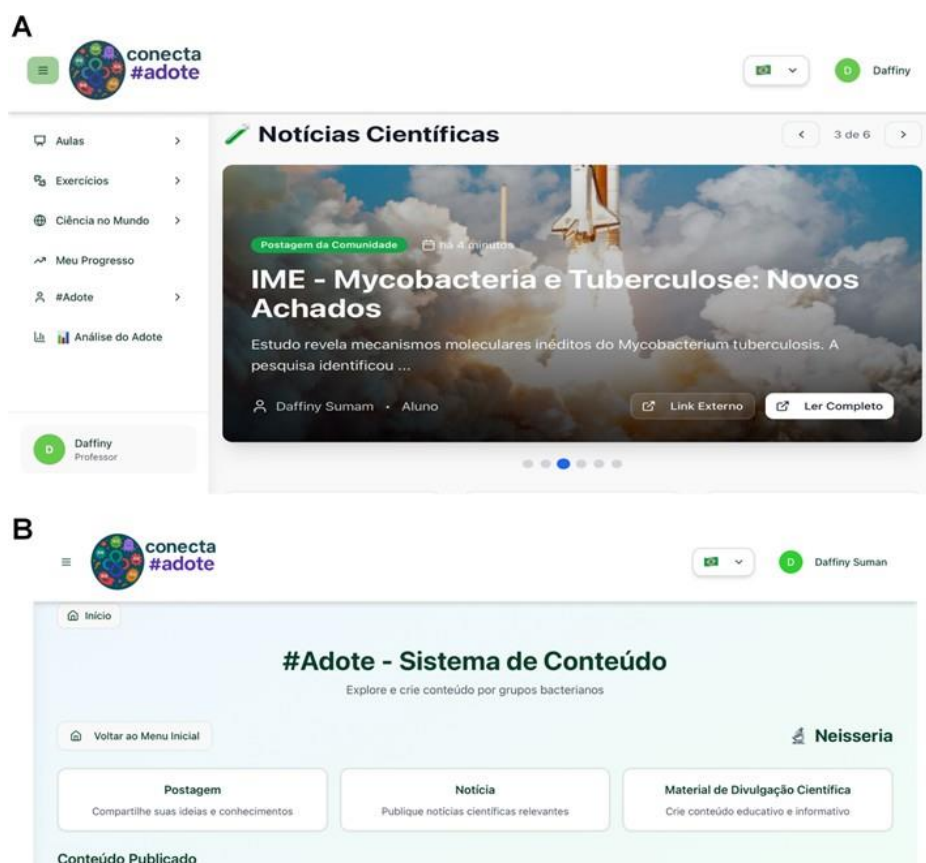 A
conecta
#adote
D
Daffiny
Aulas
Exercícios
Ciência no Mundo
Meu Progresso
#Adote
Análise do Adote
D
Daffiny
Professor
Notícias Científicas
3 de 6
Postagem da Comunidade
há 4 minutos
IME - Mycobacteria e Tuberculose: Novos
Achados
Estudo revela mecanismos moleculares inéditos do Mycobacterium tuberculosis. A
pesquisa identificou ...
Daffiny Sumam • Aluno
Link Externo
Ler Completo
B
conecta
#adote
D
Daffiny Suman
Início
#Adote - Sistema de Conteúdo
Explore e crie conteúdo por grupos bacterianos
Voltar ao Menu Inicial
Neisseria
Postagem
Compartilhe suas ideias e conhecimentos
Notícia
Publique notícias científicas relevantes
Material de Divulgação Científica
Crie conteúdo educativo e informativo
Conteúdo Publicado